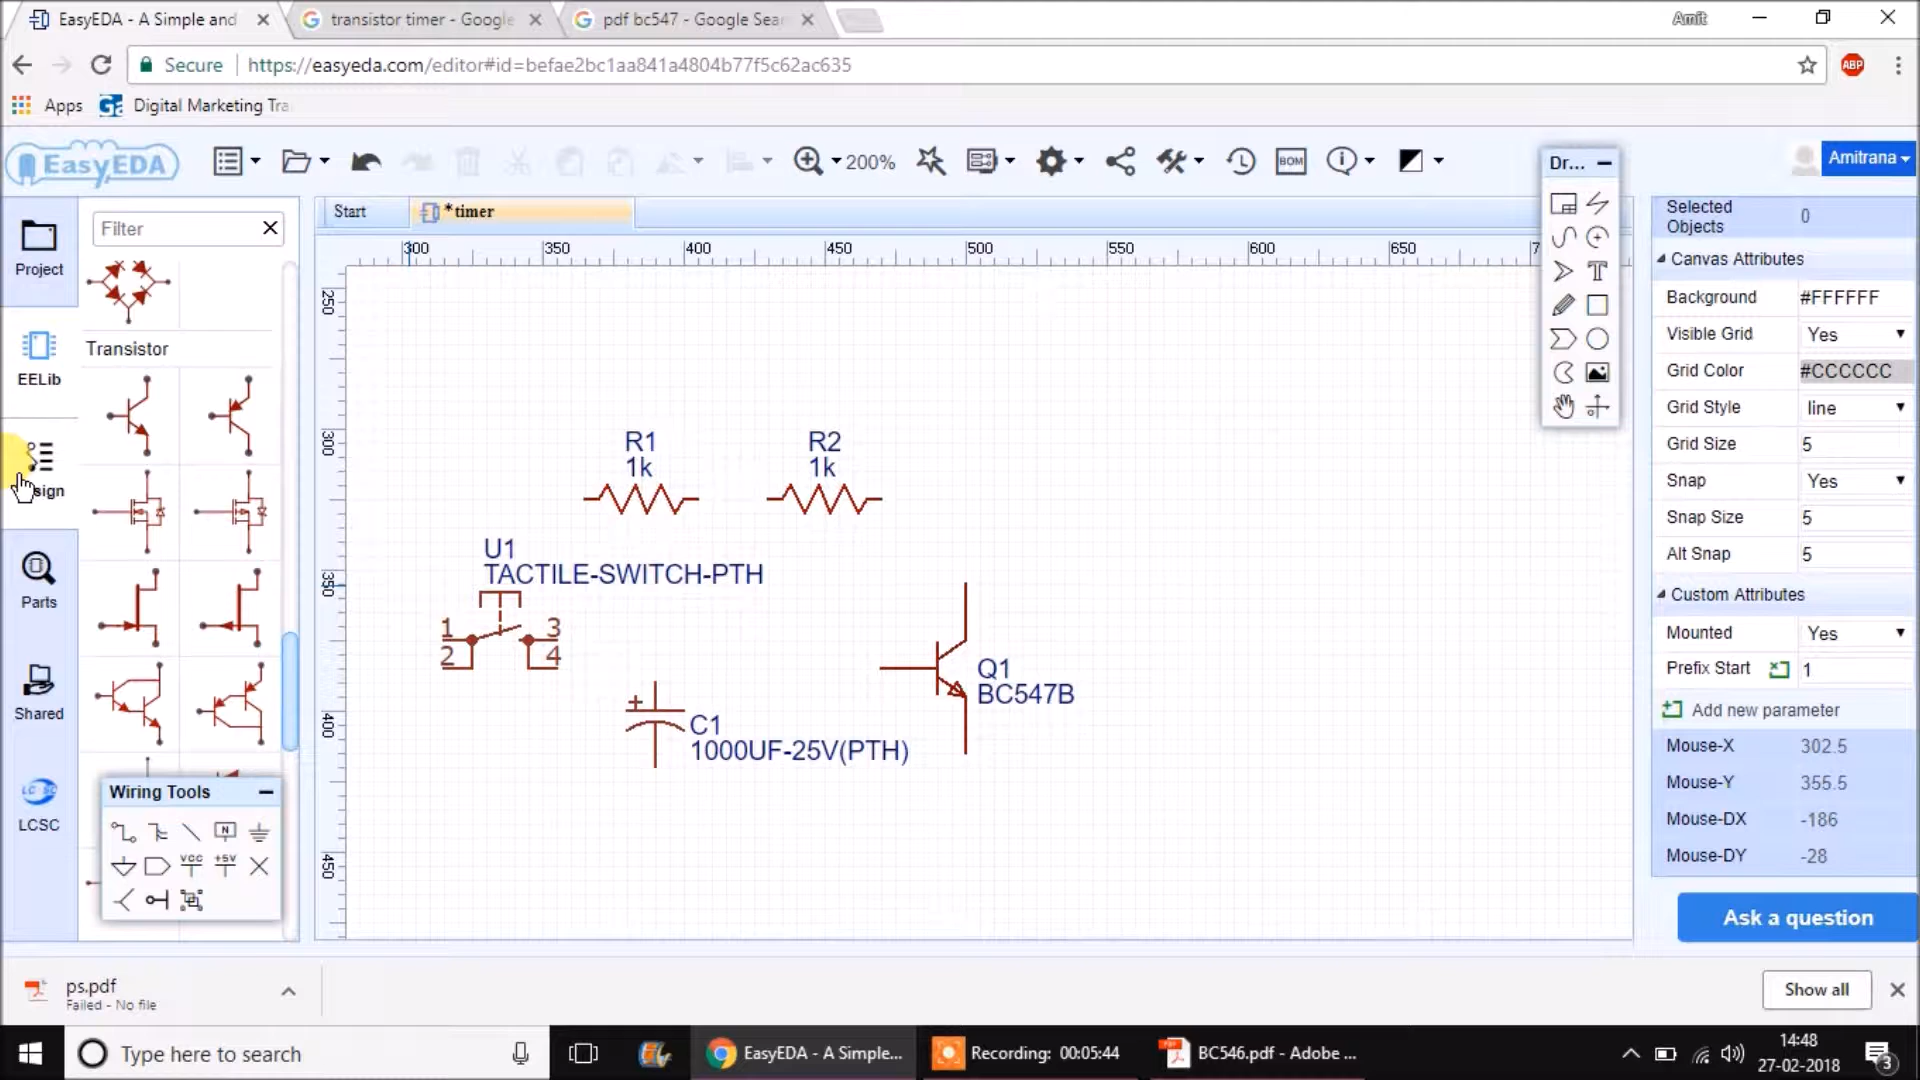 EasyEDA - A Simple and
transistor timer - Google
pdf bc547 - Google Sea
Amit
Secure
https://easyeda.com/editor#id=befae2bc1aa841a4804b77f5c62ac635
ABP
Apps
Digital Marketing Tra
EasyEDA
200%
BOM
Dr...
Amitrana
Project
Filter
Start
*timer
Selected Objects 0
300 350 400 450 500 550 600 650
250
300
350
400
450
Canvas Attributes
Background #FFFFFF
Visible Grid Yes
Grid Color #CCCCCC
Grid Style line
Grid Size 5
Snap Yes
Snap Size 5
Alt Snap 5
Custom Attributes
Mounted Yes
Prefix Start 1
Add new parameter
Mouse-X 302.5
Mouse-Y 355.5
Mouse-DX -186
Mouse-DY -28
Ask a question
EELib
Transistor
sign
Parts
Shared
LCSC
LCSC
Wiring Tools
N
VCC +5V
R1
1k
R2
1k
U1
TACTILE-SWITCH-PTH
1 3
2 4
C1
1000UF-25V(PTH)
Q1
BC547B
ps.pdf
Failed - No file
Show all
Type here to search
EasyEDA - A Simple...
Recording: 00:05:44
BC546.pdf - Adobe ...
14:48
27-02-2018
3